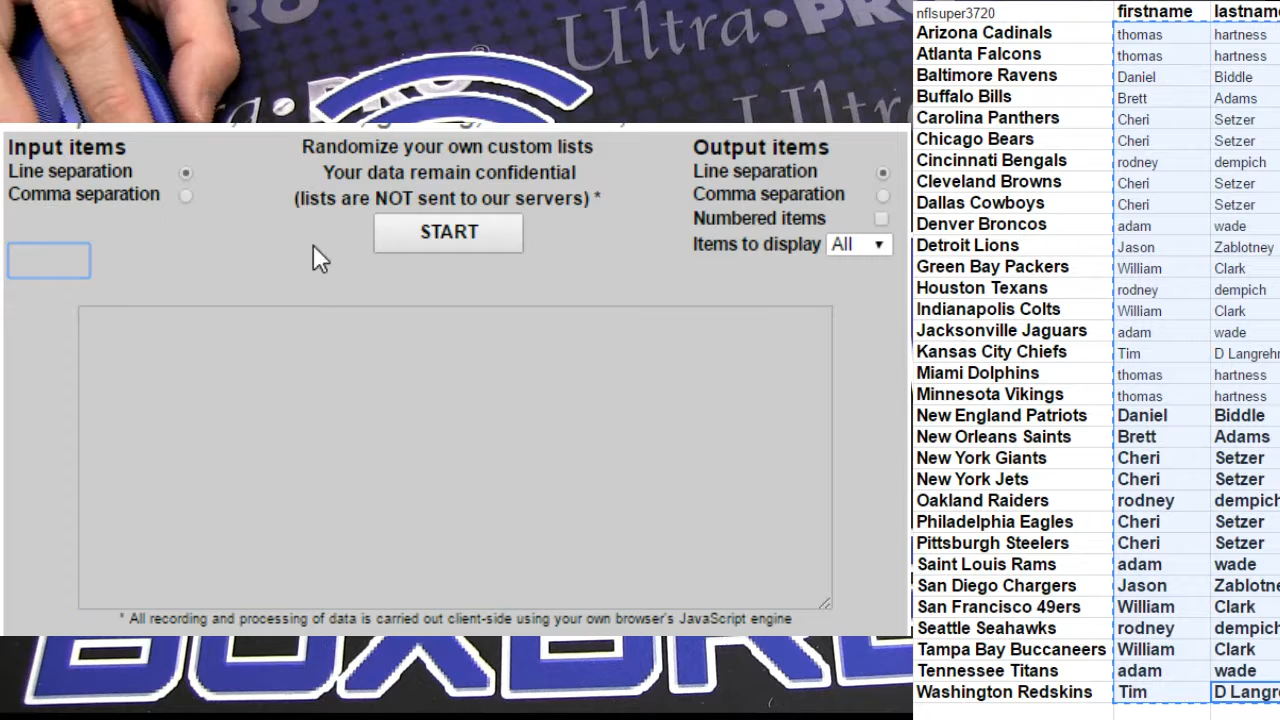 PRO
Ultra•PRO
Ultra•PRO
Ultra
Input items
Line separation
Comma separation
Randomize your own custom lists
Your data remain confidential
(lists are NOT sent to our servers) *
START
Output items
Line separation
Comma separation
Numbered items
Items to display All
* All recording and processing of data is carried out client-side using your own browser's JavaScript engine
nflsuper3720 firstname lastname
Arizona Cadinals thomas hartness
Atlanta Falcons thomas hartness
Baltimore Ravens Daniel Biddle
Buffalo Bills Brett Adams
Carolina Panthers Cheri Setzer
Chicago Bears Cheri Setzer
Cincinnati Bengals rodney dempich
Cleveland Browns Cheri Setzer
Dallas Cowboys Cheri Setzer
Denver Broncos adam wade
Detroit Lions Jason Zablotney
Green Bay Packers William Clark
Houston Texans rodney dempich
Indianapolis Colts William Clark
Jacksonville Jaguars adam wade
Kansas City Chiefs Tim D Langrehr
Miami Dolphins thomas hartness
Minnesota Vikings thomas hartness
New England Patriots Daniel Biddle
New Orleans Saints Brett Adams
New York Giants Cheri Setzer
New York Jets Cheri Setzer
Oakland Raiders rodney dempich
Philadelphia Eagles Cheri Setzer
Pittsburgh Steelers Cheri Setzer
Saint Louis Rams adam wade
San Diego Chargers Jason Zablotne
San Francisco 49ers William Clark
Seattle Seahawks rodney dempich
Tampa Bay Buccaneers William Clark
Tennessee Titans adam wade
Washington Redskins Tim D Langre
BOXBRE